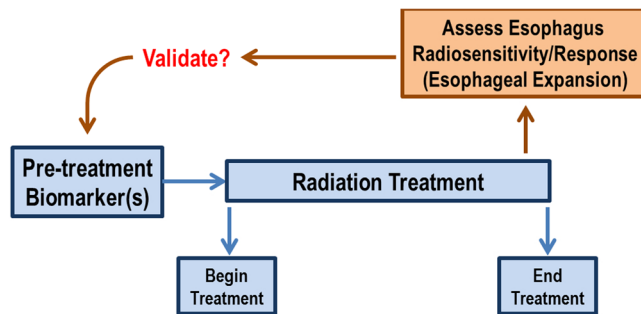 Assess Esophagus
Radiosensitivity/Response
(Esophageal Expansion)
Validate?
Pre-treatment
Biomarker(s)
Radiation Treatment
Begin
Treatment
End
Treatment